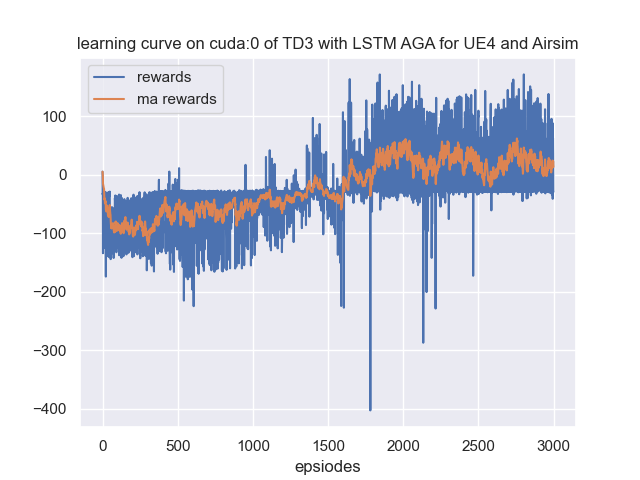 learning curve on cuda:0 of TD3 with LSTM AGA for UE4 and Airsim
rewards
ma rewards
100
0
−100
−200
−300
−400
0 500 1000 1500 2000 2500 3000
epsiodes